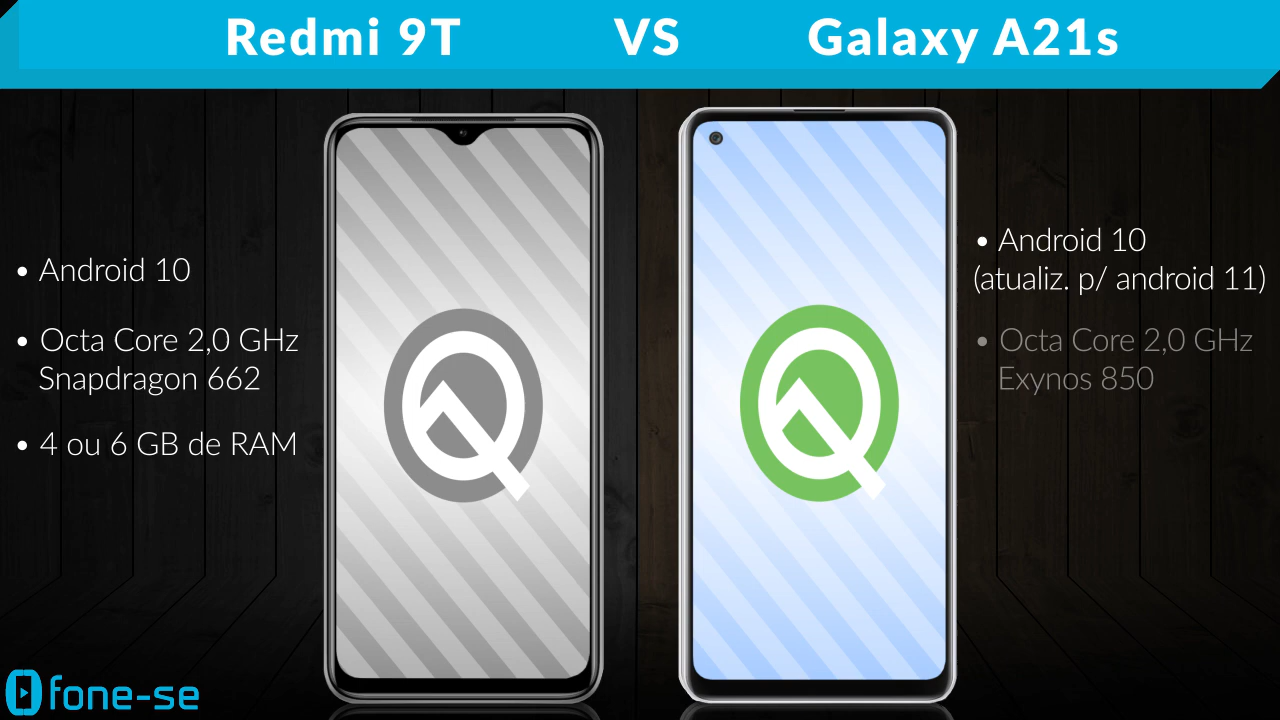 Redmi 9T VS Galaxy A21s
• Android 10
• Octa Core 2,0 GHz
Snapdragon 662
• 4 ou 6 GB de RAM
• Android 10
(atualiz. p/ android 11)
• Octa Core 2,0 GHz
Exynos 850
fone-se